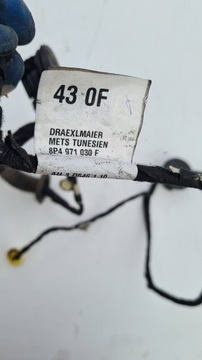 43 0F
DRAEXLMAIER
METS TUNESIEN
8P4 971 030 F